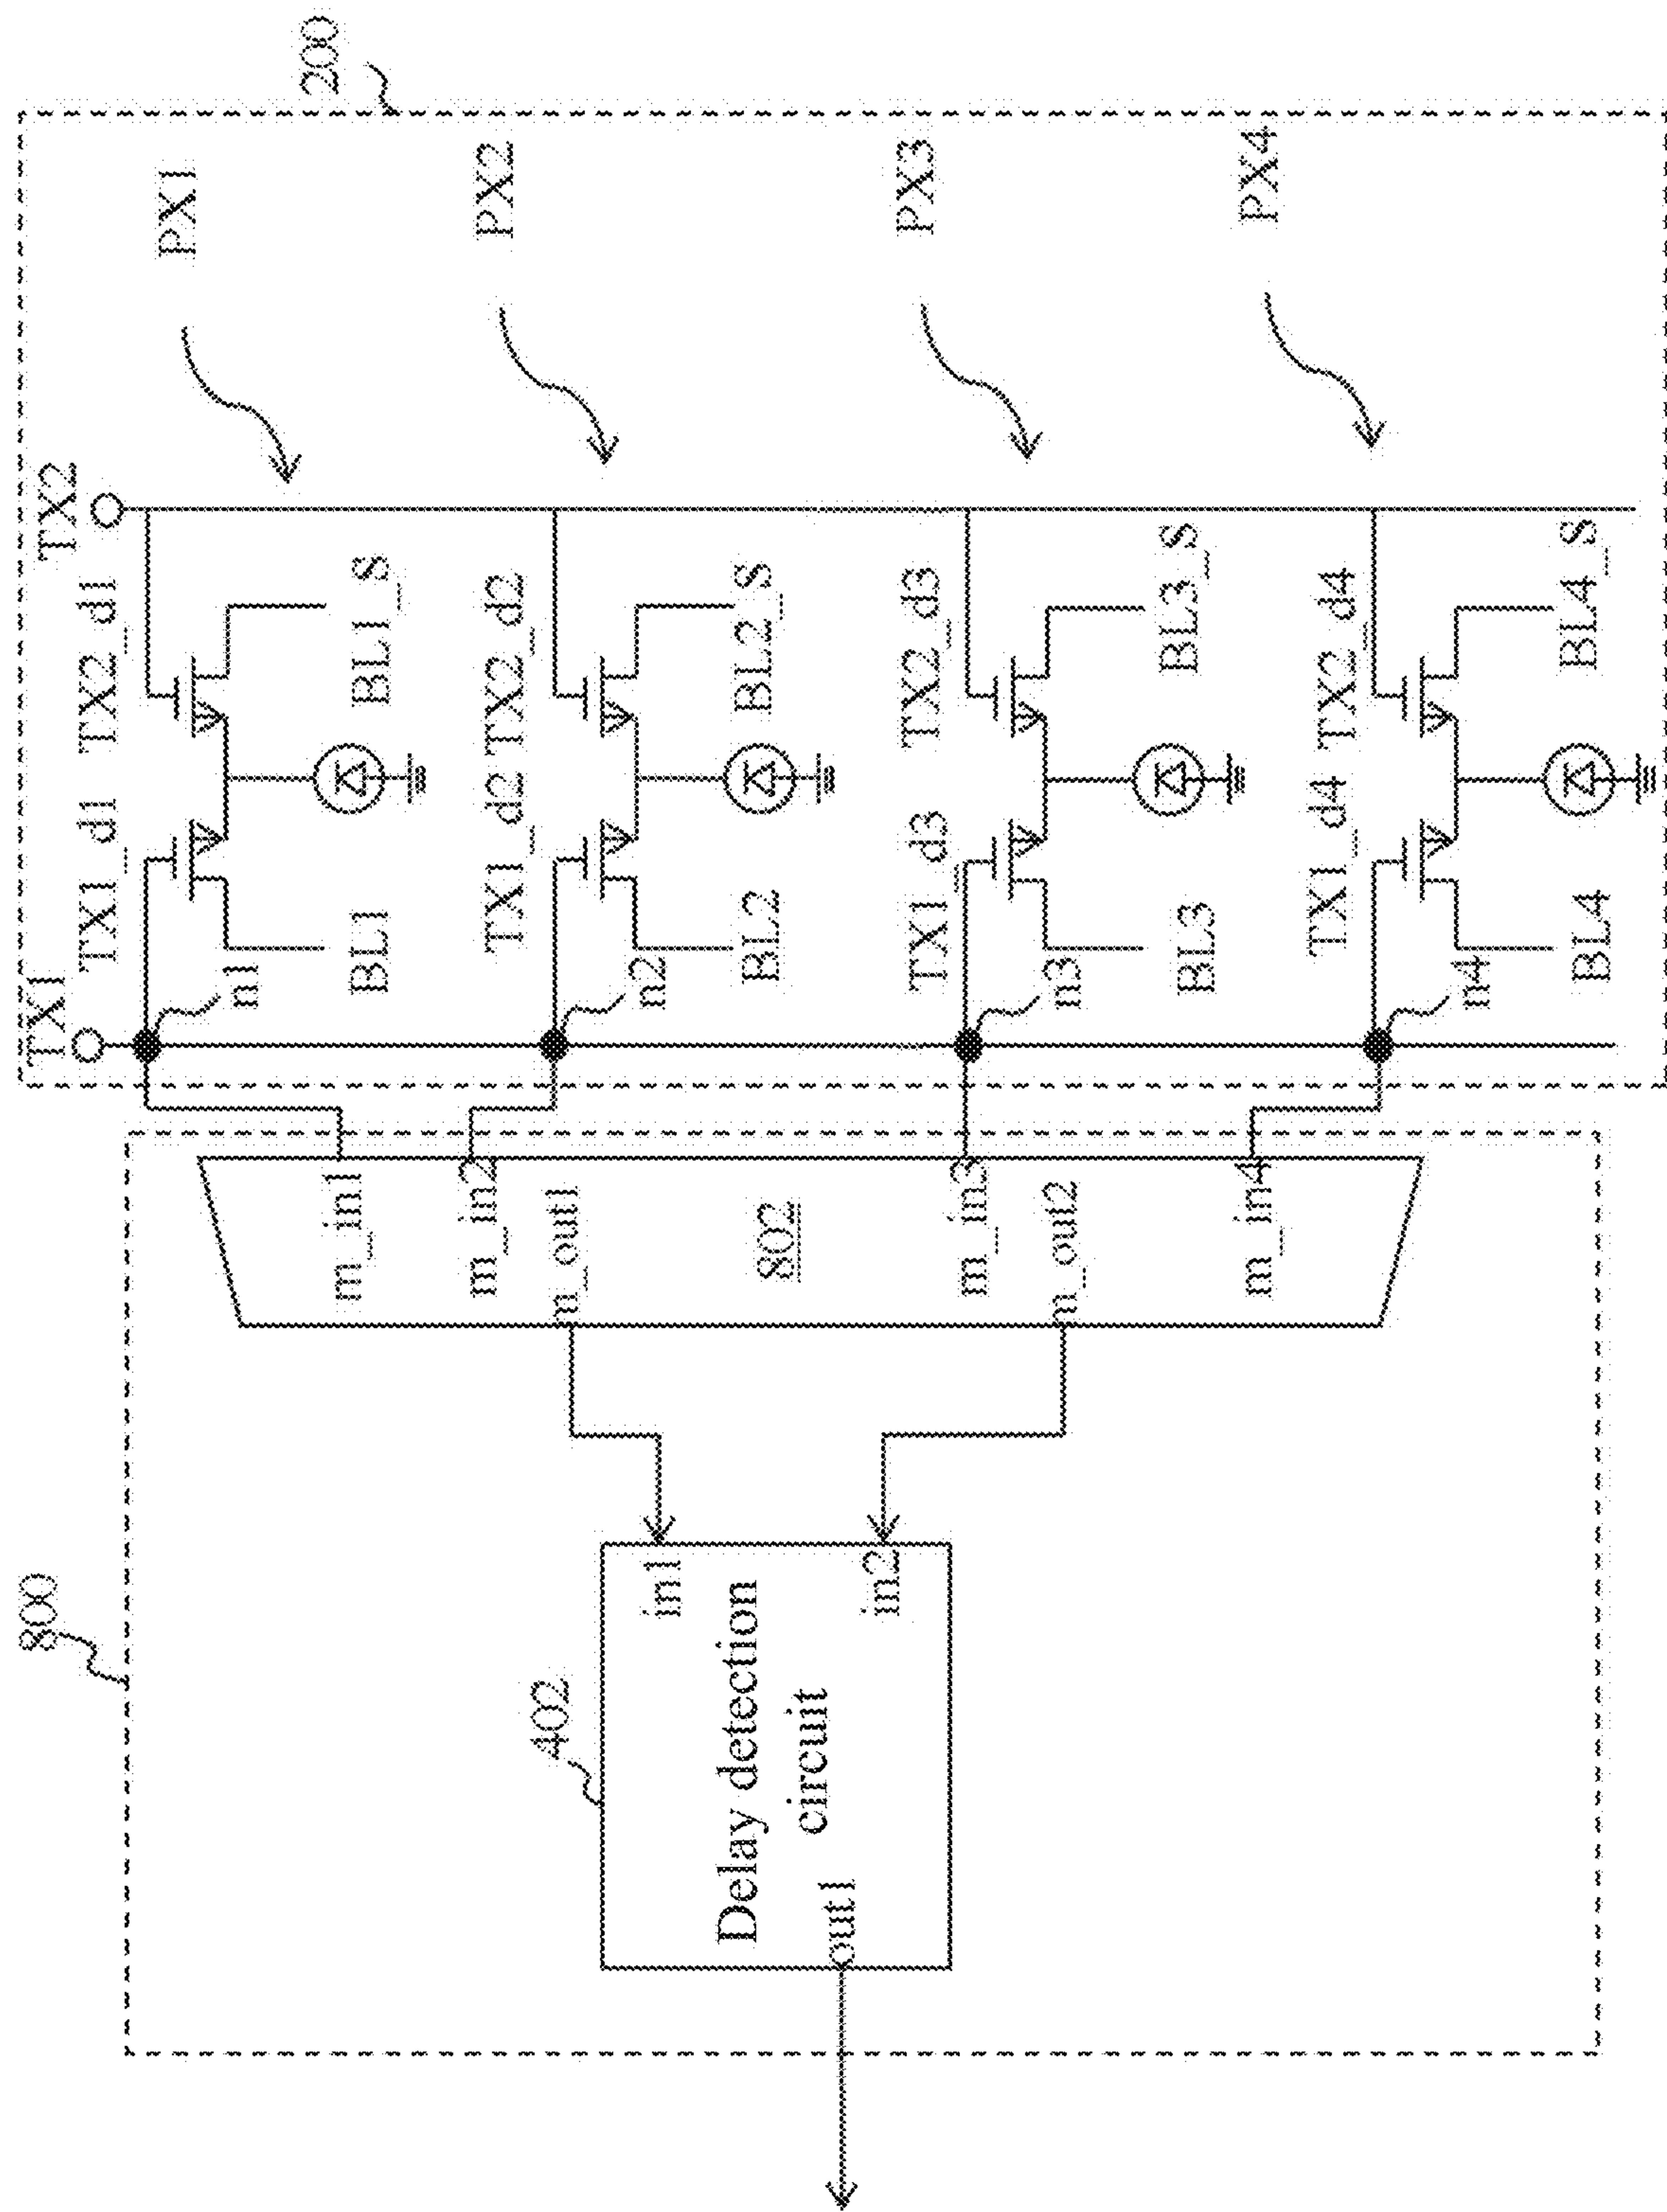 200
PX1
PX2
PX3
PX4
TX2
TX1
TX1_d1
TX2_d1
BL1
BL1_S
n1
TX1_d2
TX2_d2
BL2
BL2_S
n2
TX1_d3
TX2_d3
BL3
BL3_S
n3
TX1_d4
TX2_d4
BL4
BL4_S
n4
m_in1
m_in2
m_out1
802
m_in3
m_out2
m_in4
800
402
in1
in2
Delay detection
circuit
out1